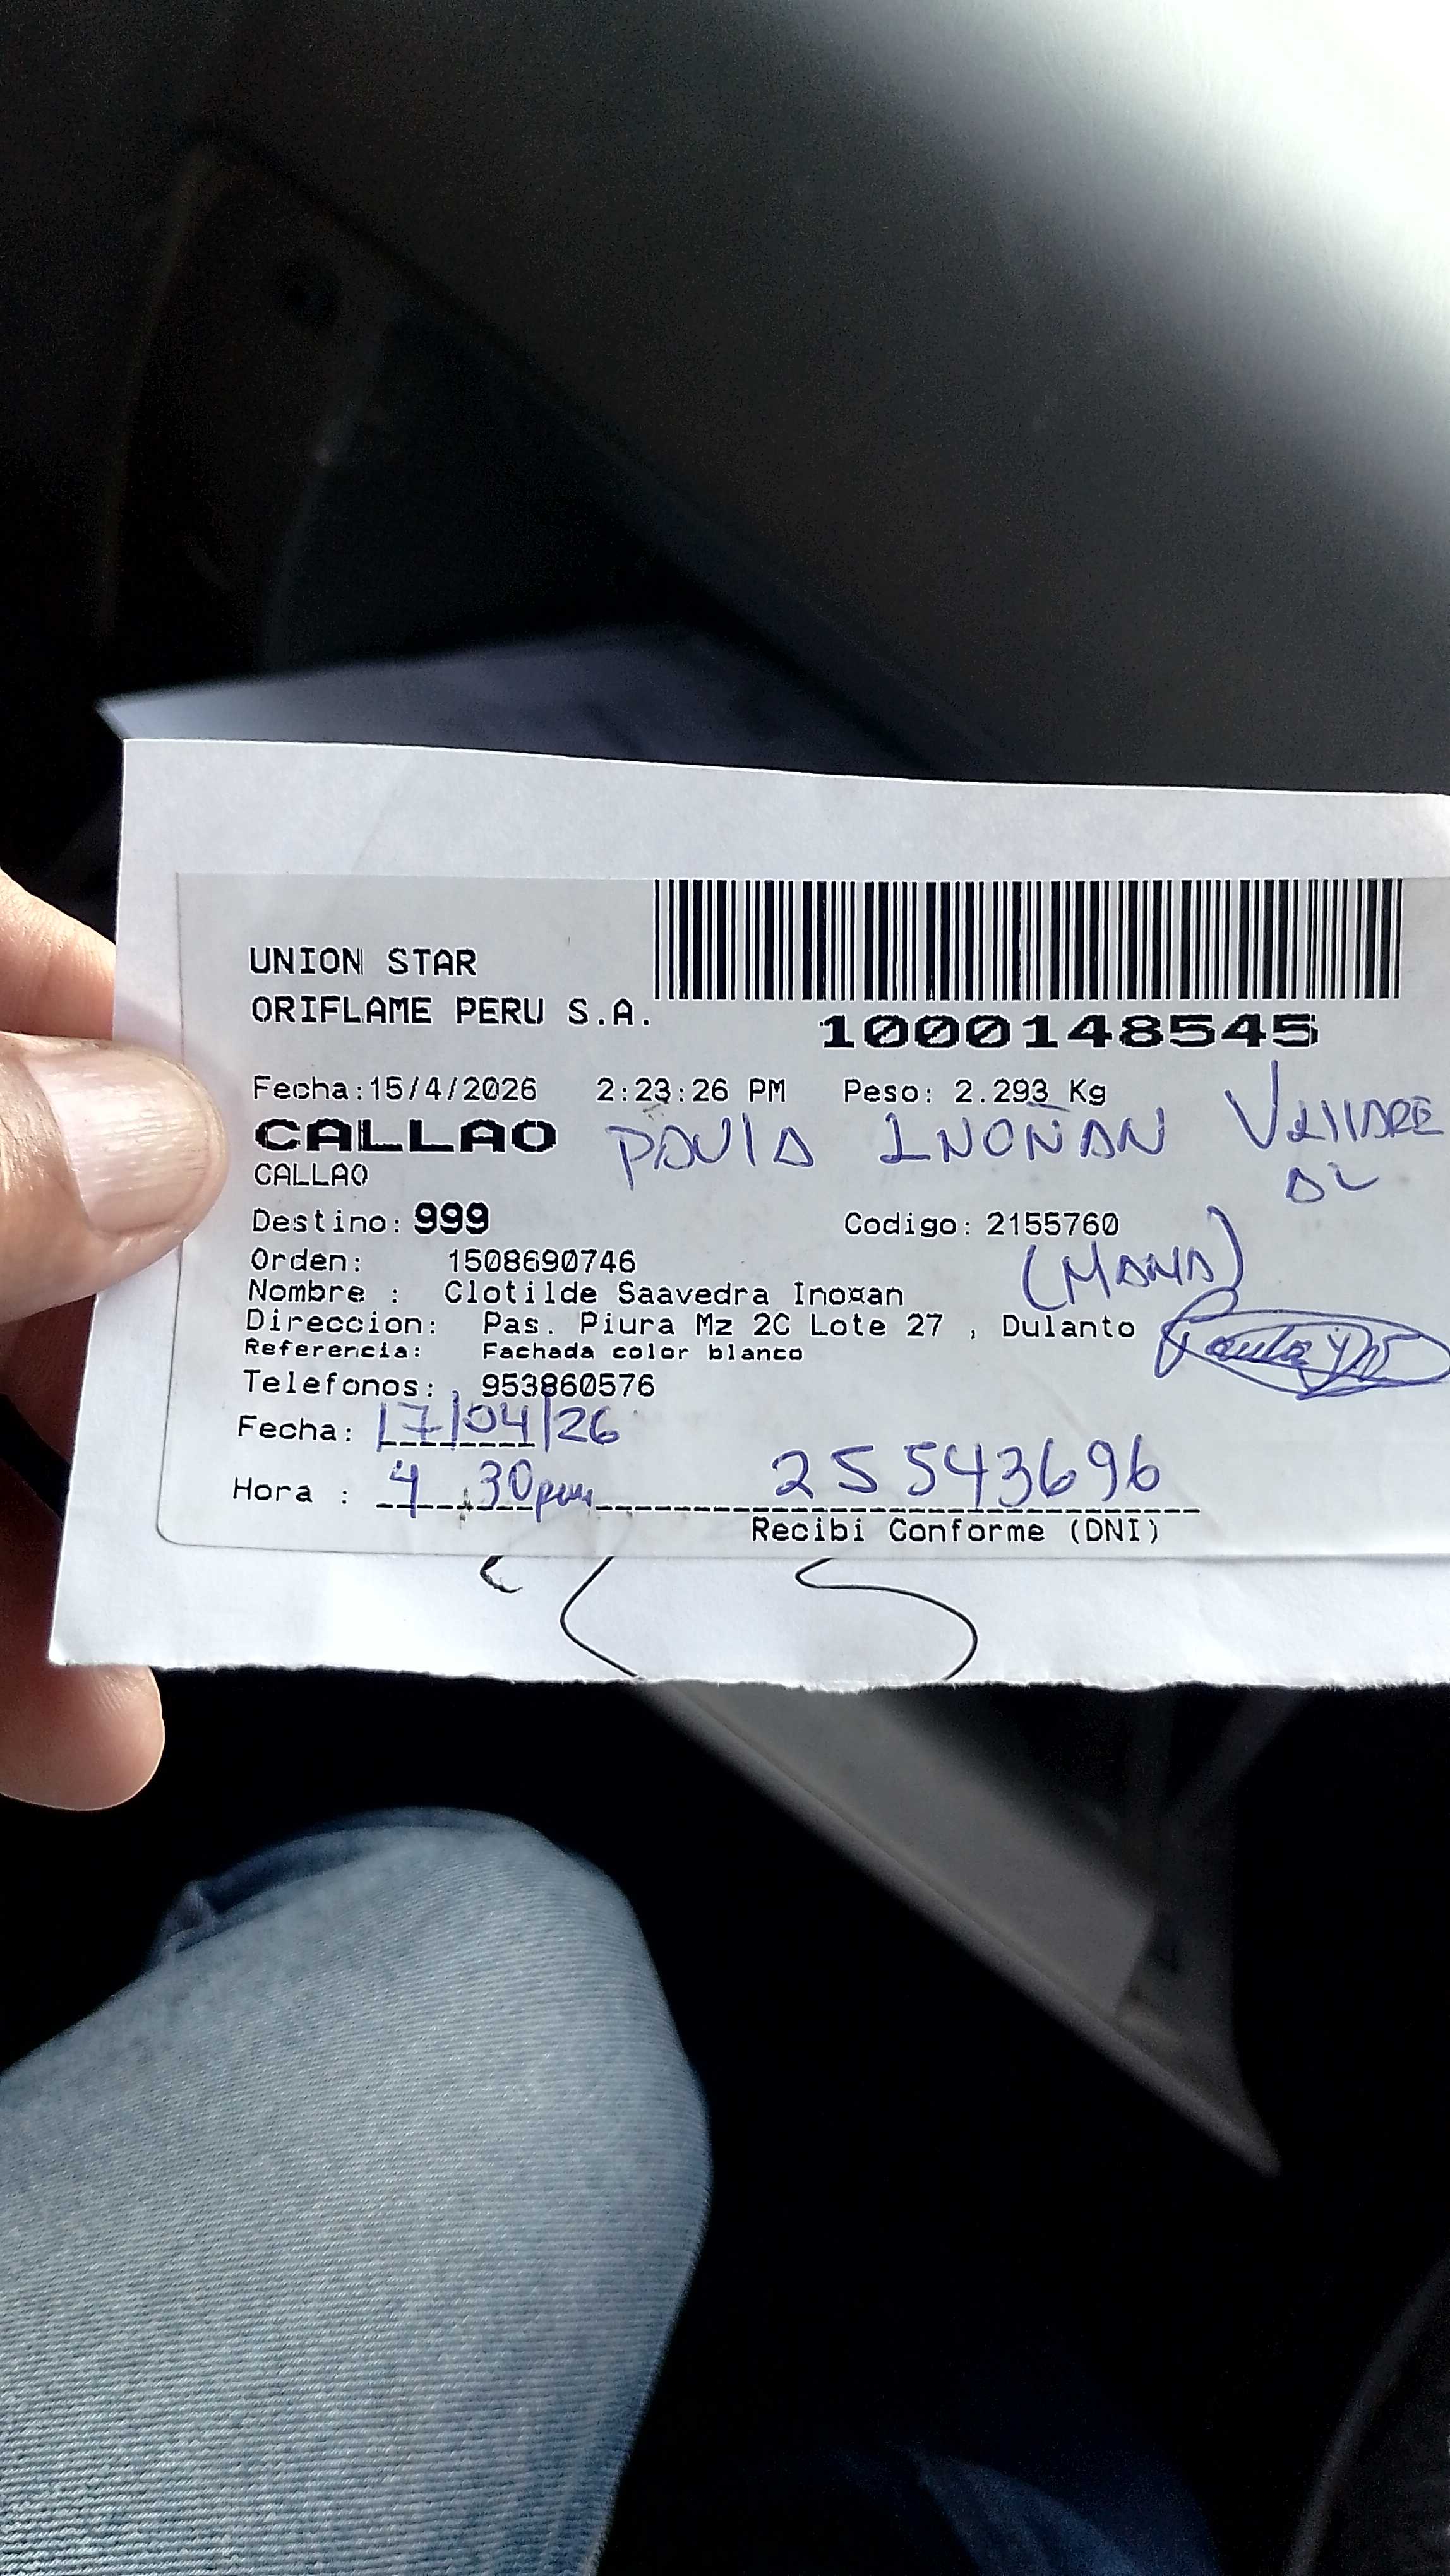 UNION STAR
ORIFLAME PERU S.A.
1000148545
Fecha:15/4/2026 2:23:26 PM Peso: 2.293 Kg
CALLAO PAULA INOÑAN
CALLAO
Destino: 999 Codigo: 2155760
Orden: 1508690746 (MAMA)
Nombre : Clotilde Saavedra Ino¤an
Direccion: Pas. Piura Mz 2C Lote 27 , Dulanto
Referencia: Fachada color blanco
Telefonos: 953860576
Fecha: 17/04/26
Hora : 4:30pm 25543696
Recibi Conforme (DNI)